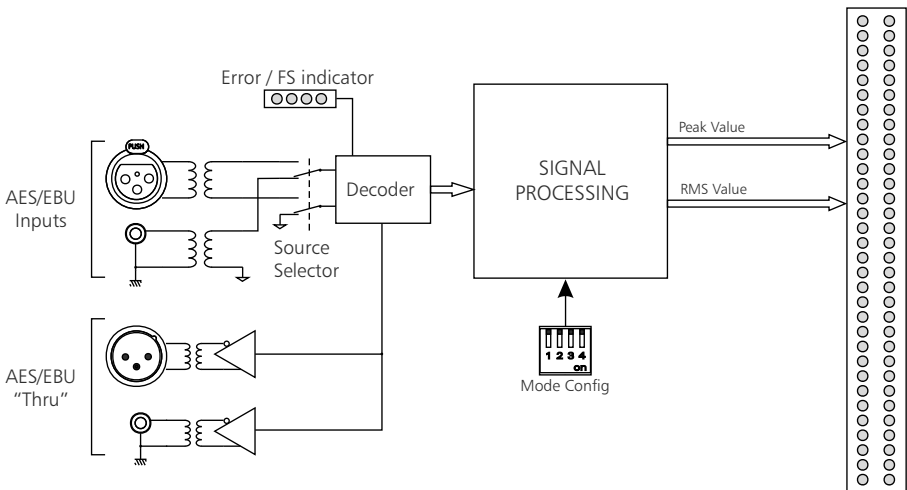 Error / FS indicator
PUSH
AES/EBU
Inputs
Decoder
Source
Selector
SIGNAL
PROCESSING
Peak Value
RMS Value
1 2 3 4
on
Mode Config
AES/EBU
"Thru"